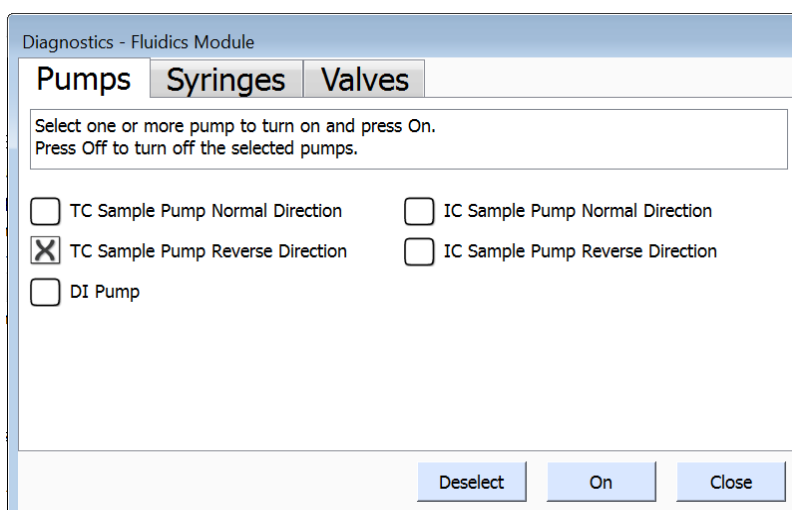 Diagnostics - Fluidics Module
Pumps Syringes Valves
Select one or more pump to turn on and press On.
Press Off to turn off the selected pumps.
TC Sample Pump Normal Direction IC Sample Pump Normal Direction
TC Sample Pump Reverse Direction IC Sample Pump Reverse Direction
DI Pump
Deselect On Close